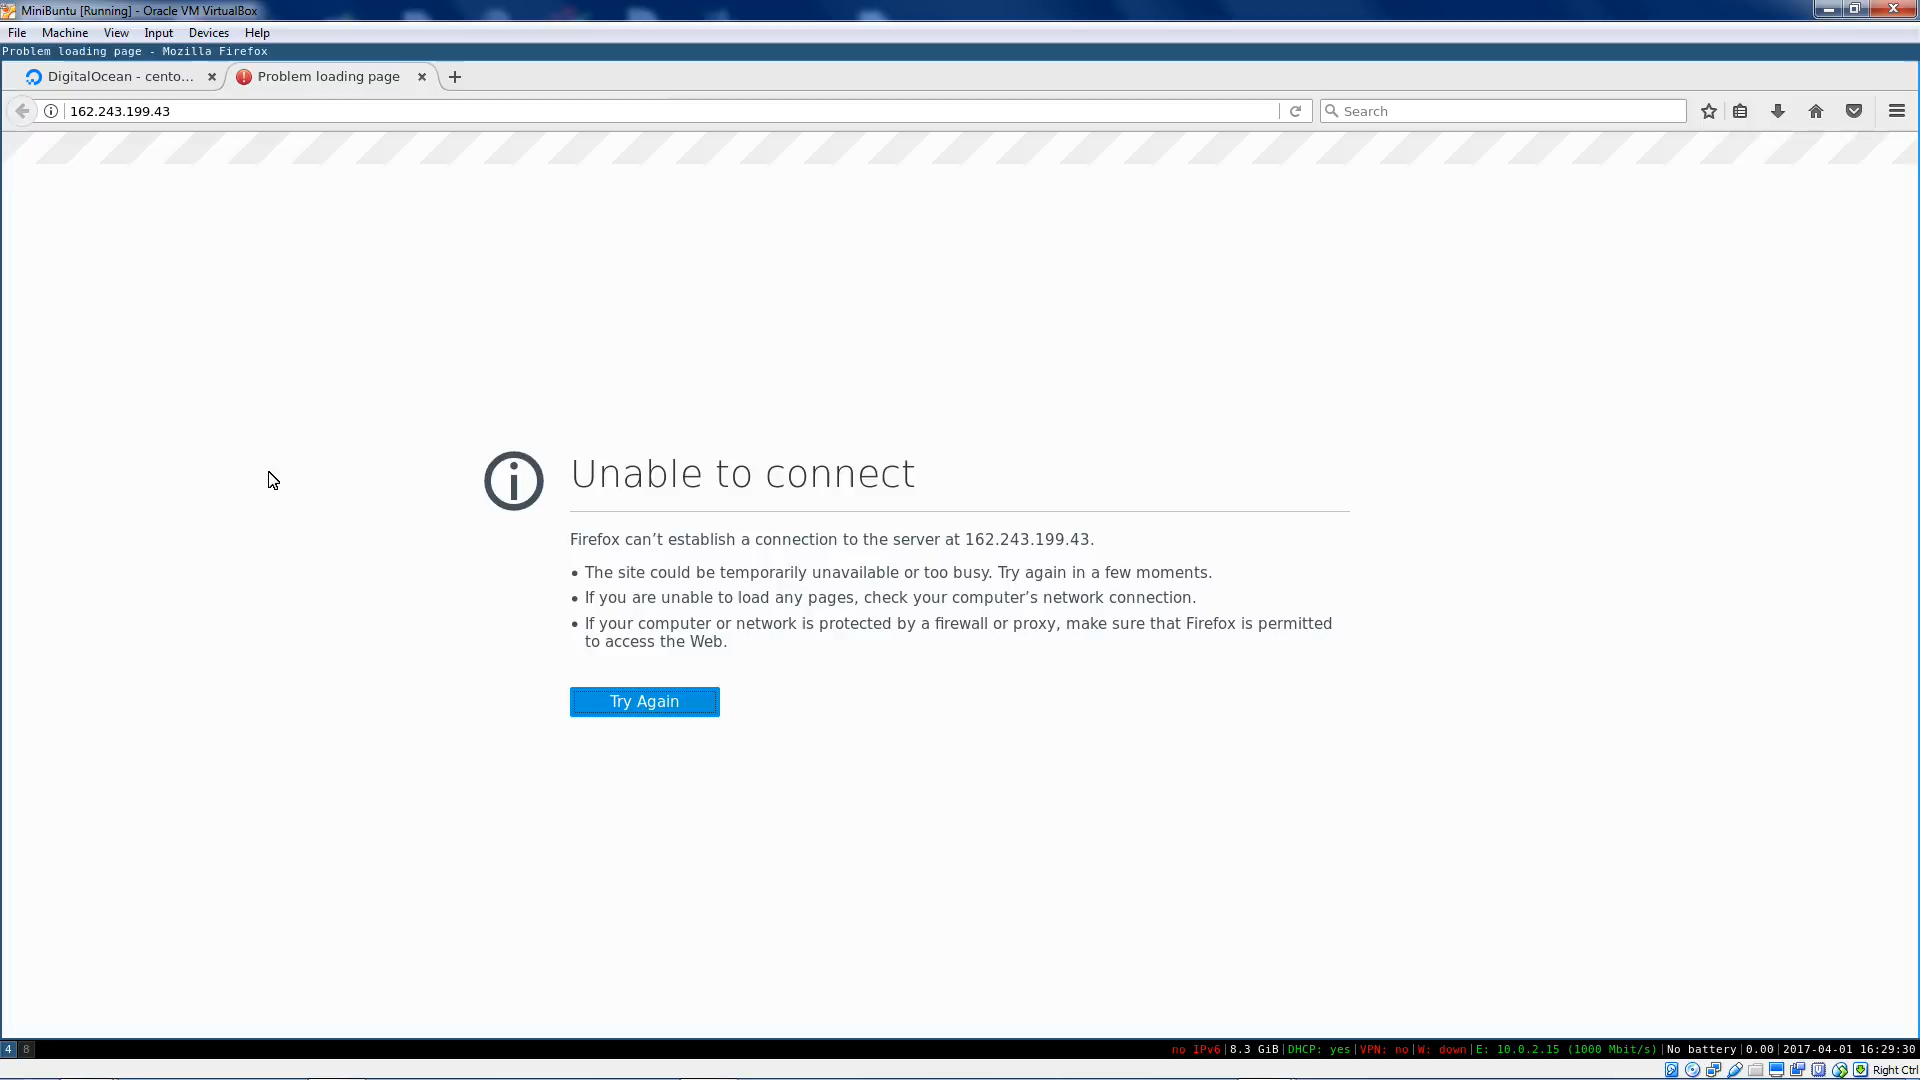 MiniBuntu [Running] - Oracle VM VirtualBox
File Machine View Input Devices Help
Problem loading page - Mozilla Firefox
DigitalOcean - cento...
Problem loading page
162.243.199.43
Search
Unable to connect
Firefox can’t establish a connection to the server at 162.243.199.43.
• The site could be temporarily unavailable or too busy. Try again in a few moments.
• If you are unable to load any pages, check your computer’s network connection.
• If your computer or network is protected by a firewall or proxy, make sure that Firefox is permitted
to access the Web.
Try Again
4 8 no IPv6|8.3 GiB|DHCP: yes|VPN: no|W: down|E: 10.0.2.15 (1000 Mbit/s)|No battery|0.00|2017-04-01 16:29:30
Right Ctrl